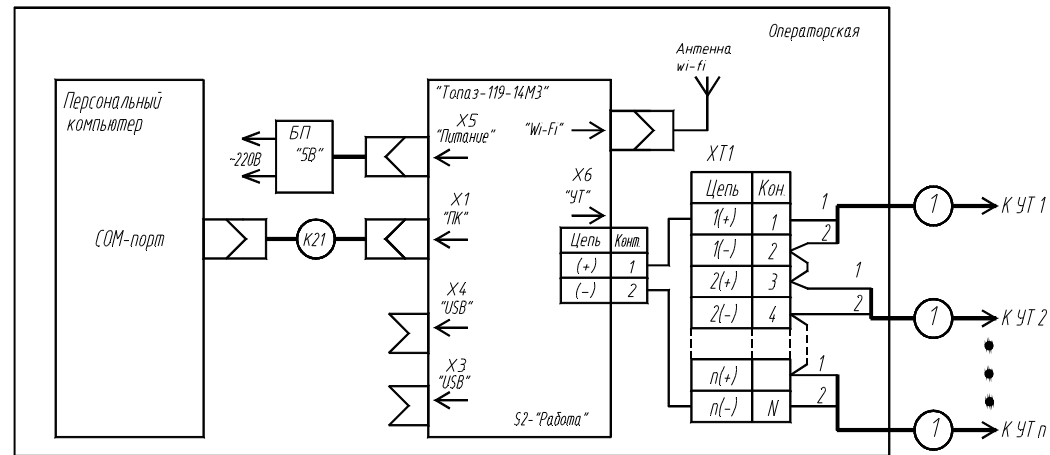 Операторская
Антенна
wi-fi
Персональный
компьютер
COM-порт
БП
"5В"
~220В
К21
"Топаз-119-14М3"
X5
"Питание"
X1
"ПК"
X4
"USB"
X3
"USB"
"Wi-Fi"
X6
"УТ"
Цепь Конт.
(+) 1
(-) 2
S2-"Работа"
XT1
Цепь Кон.
1(+) 1
1(-) 2
2(+) 3
2(-) 4
n(+)
n(-) N
1
2
1
2
1
2
1
К УТ 1
1
К УТ 2
1
К УТ n